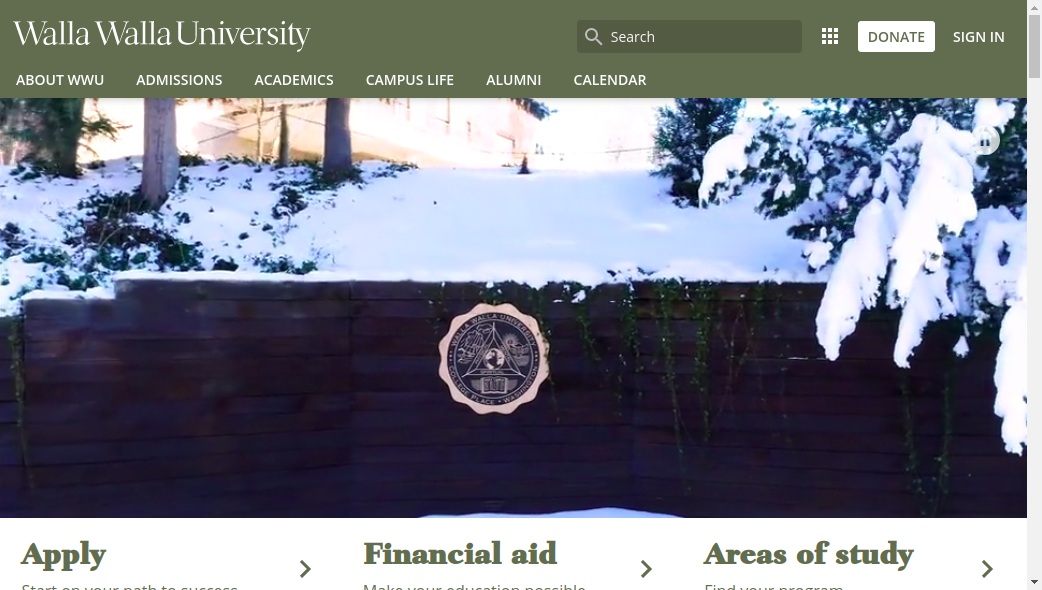 Walla Walla University
Search
DONATE
SIGN IN
ABOUT WWU
ADMISSIONS
ACADEMICS
CAMPUS LIFE
ALUMNI
CALENDAR
WALLA WALLA UNIVERSITY
COLLEGE PLACE • WASHINGTON
Apply
Start on your path to success
Financial aid
Make your education possible
Areas of study
Find your program